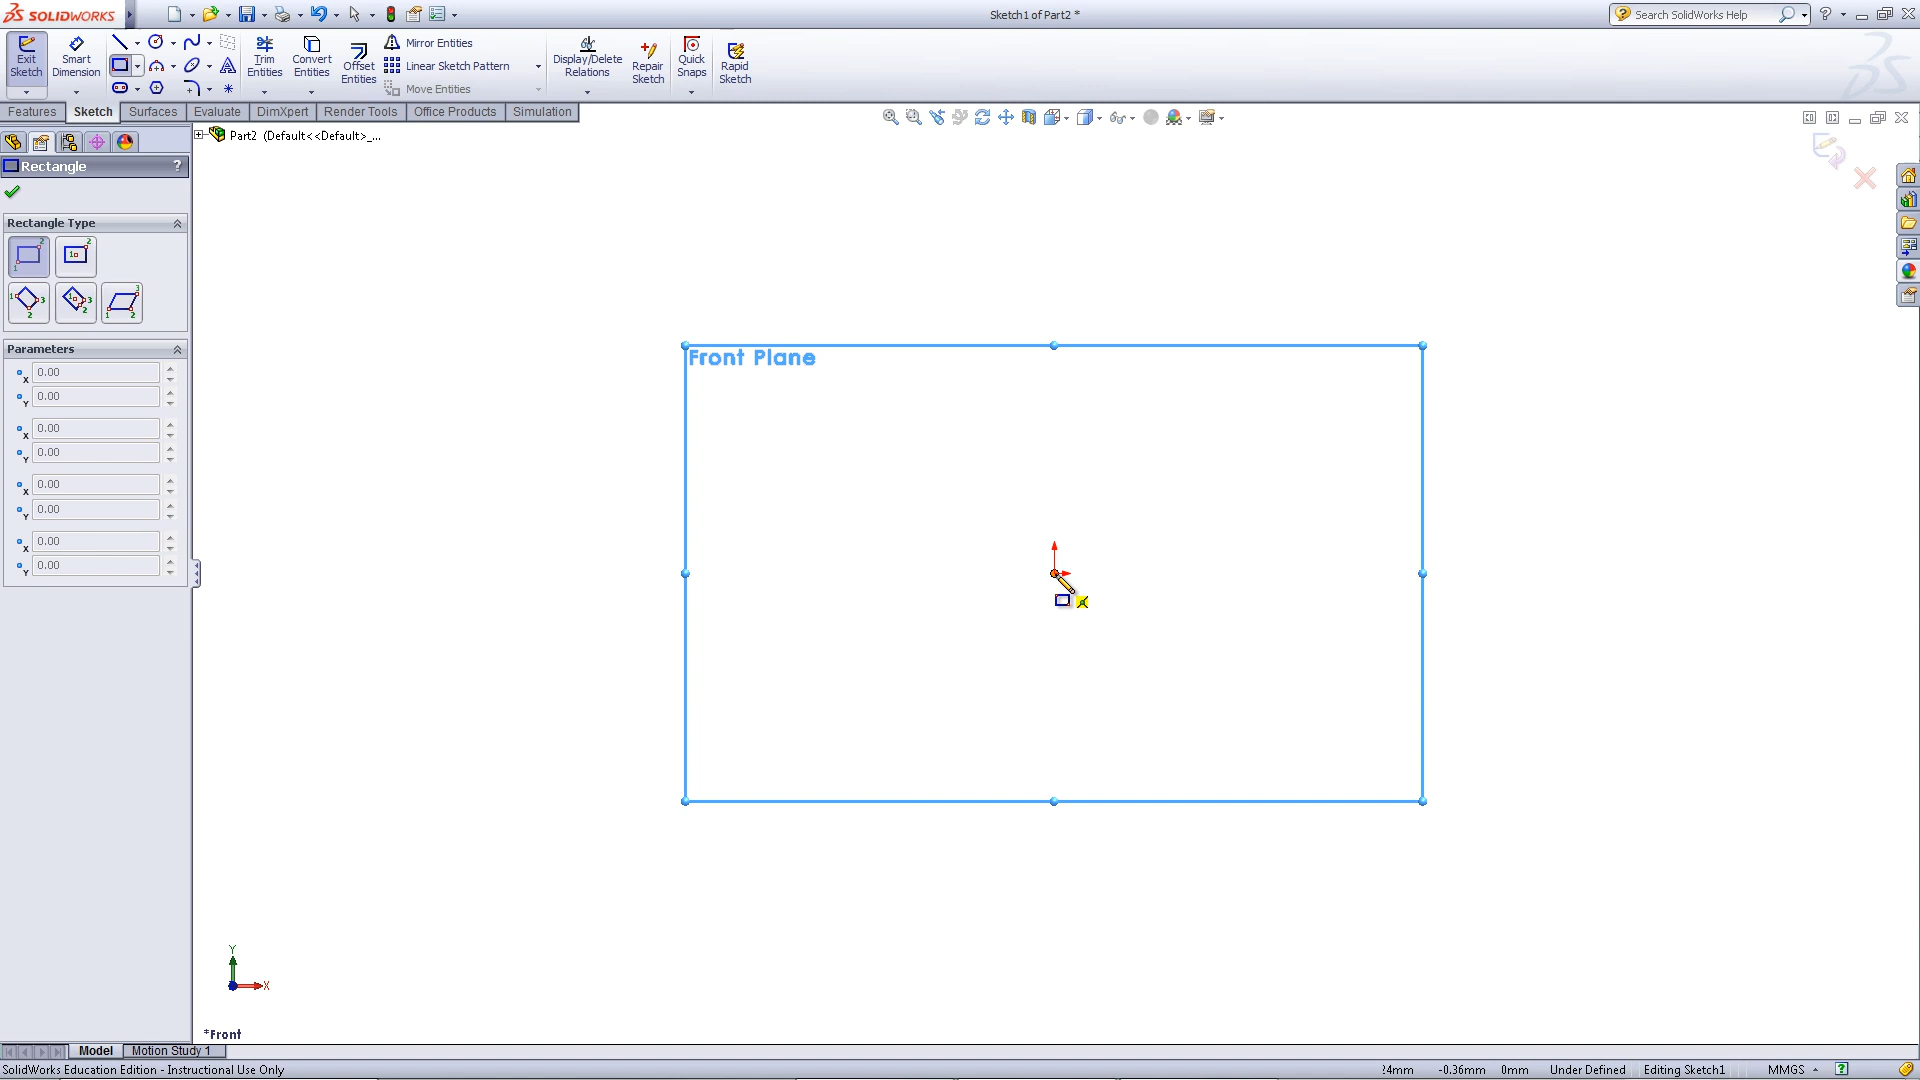 SOLIDWORKS
Sketch1 of Part2 *
Search SolidWorks Help
Exit Sketch
Smart Dimension
Trim Entities
Convert Entities
Offset Entities
Mirror Entities
Linear Sketch Pattern
Move Entities
Display/Delete Relations
Repair Sketch
Quick Snaps
Rapid Sketch
Features Sketch Surfaces Evaluate DimXpert Render Tools Office Products Simulation
Part2 (Default<<Default>_...
Rectangle ?
Rectangle Type
Parameters
X 0.00
Y 0.00
X 0.00
Y 0.00
X 0.00
Y 0.00
X 0.00
Y 0.00
Front Plane
Y
X
*Front
Model Motion Study 1
SolidWorks Education Edition - Instructional Use Only
24mm -0.36mm 0mm Under Defined Editing Sketch1 MMGS